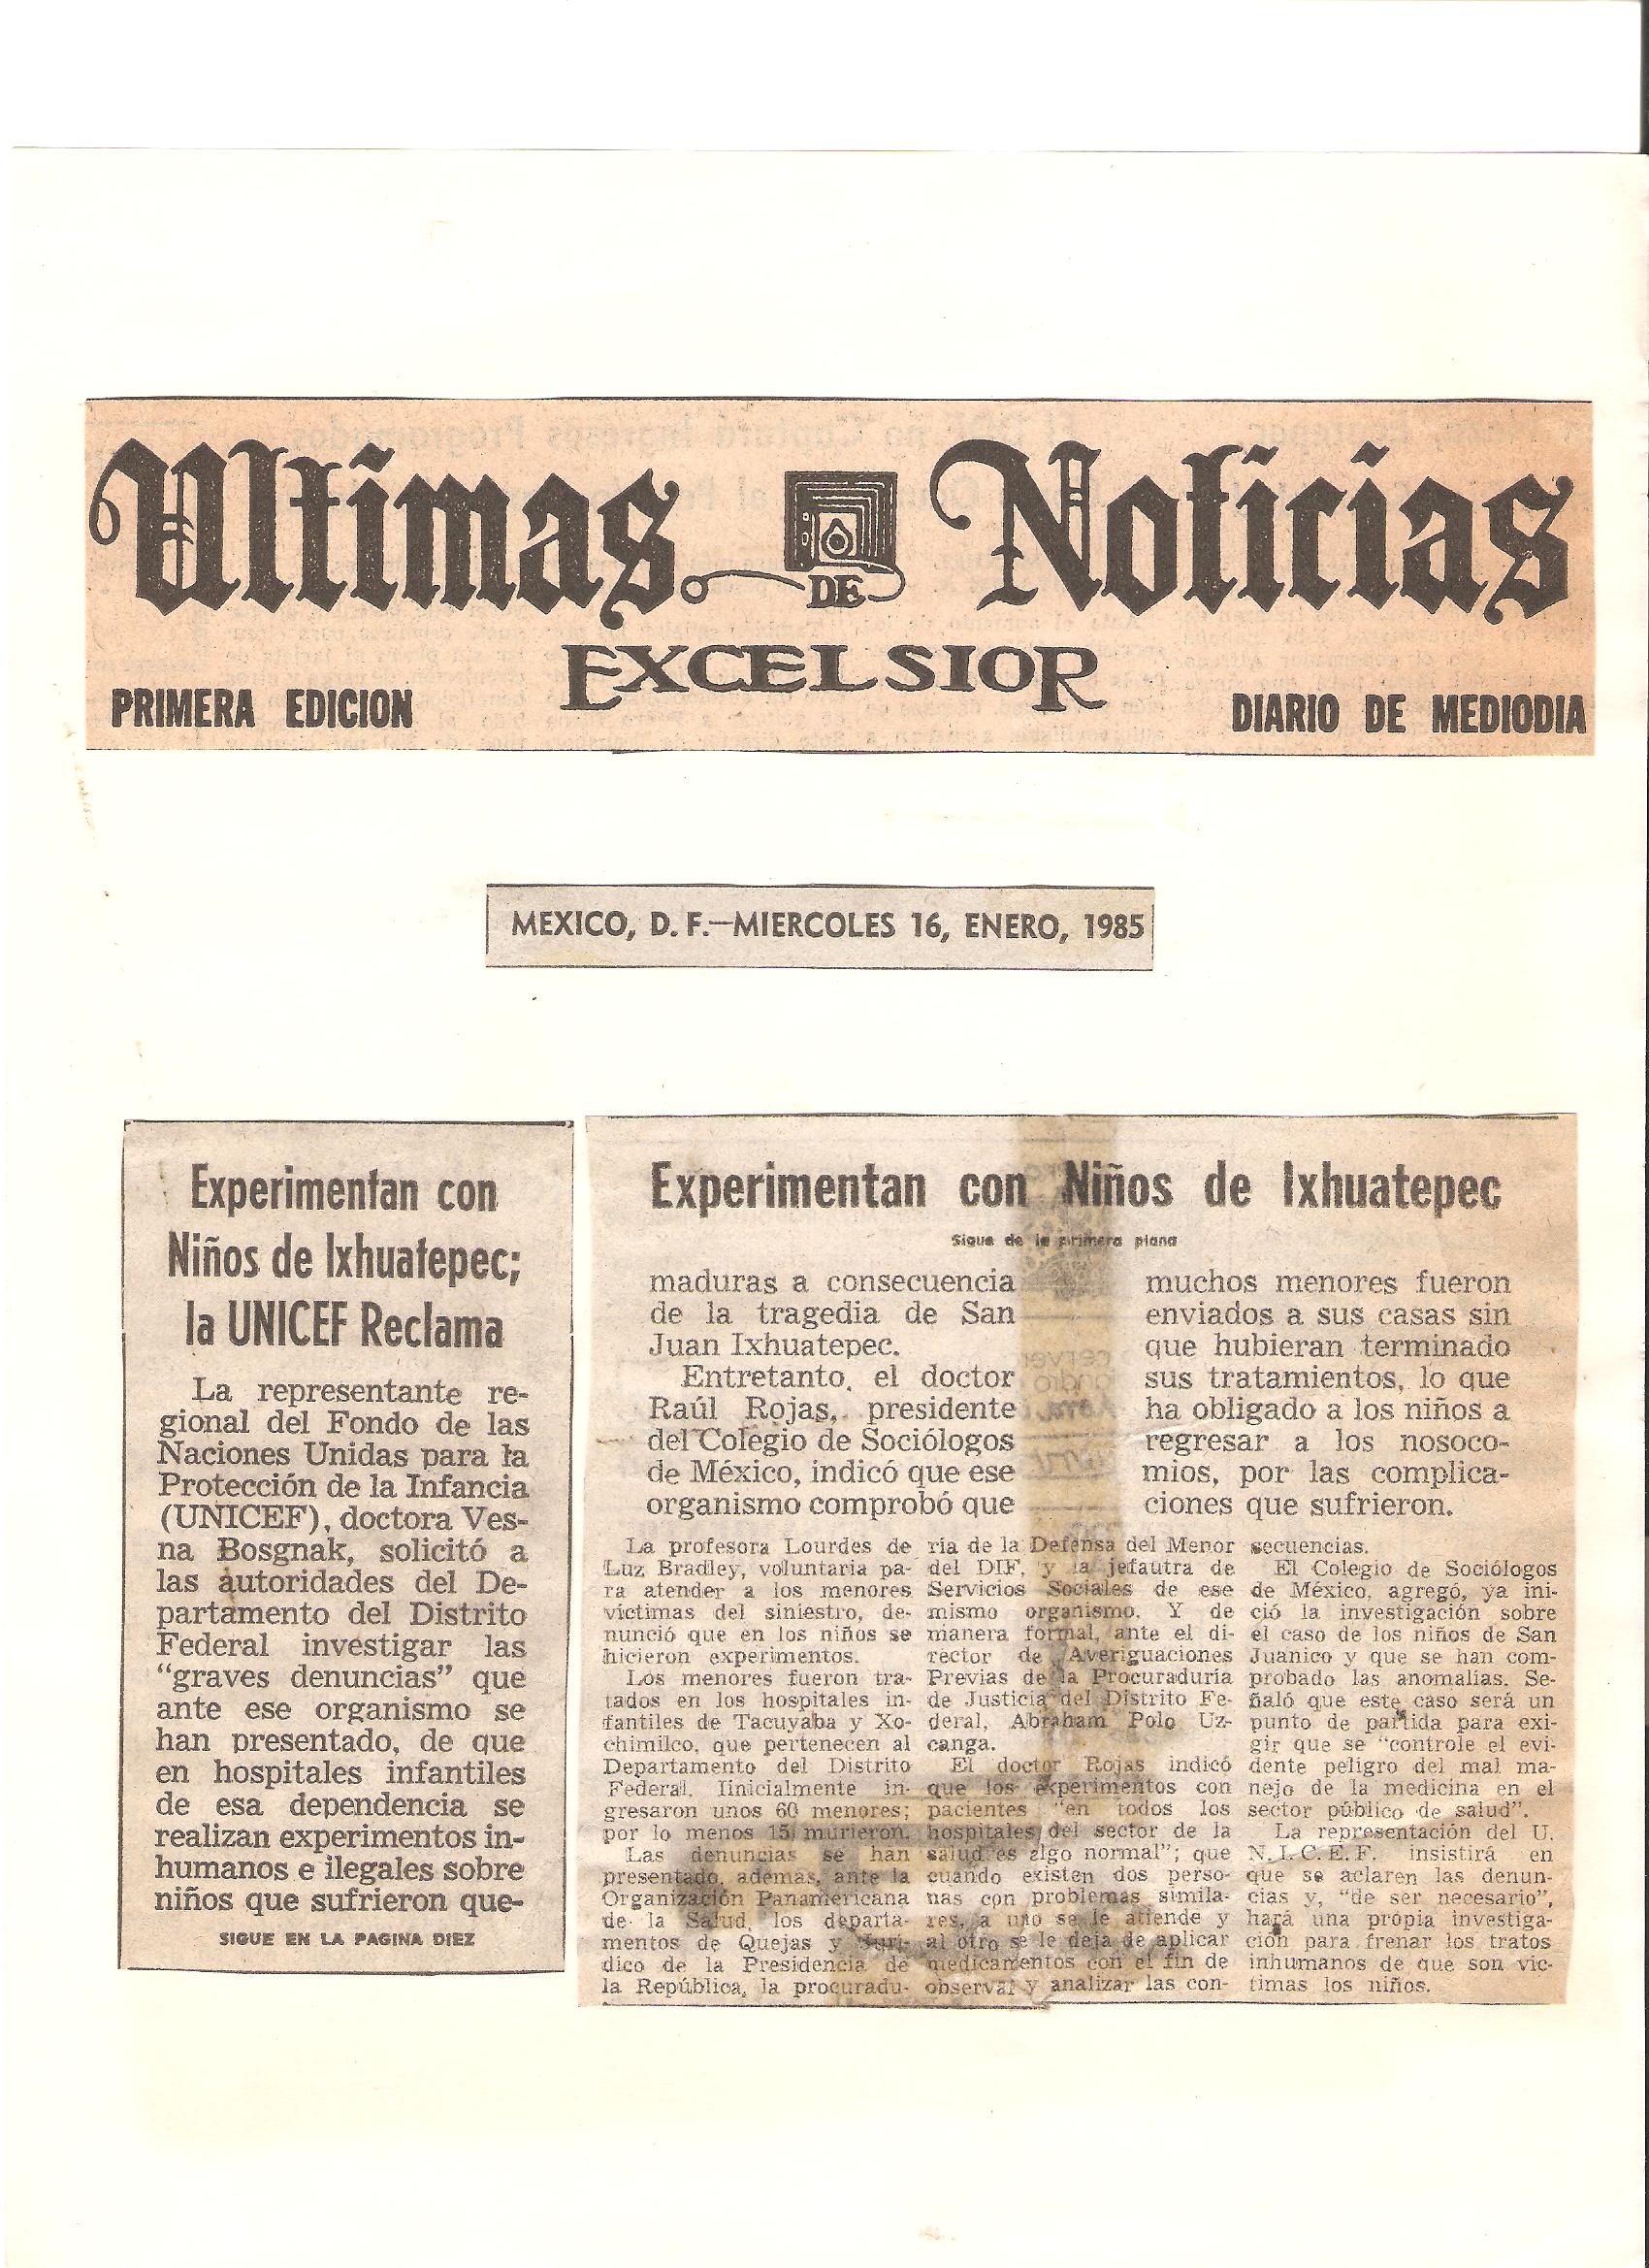 Ultimas DE Noticias
EXCELSIOR
PRIMERA EDICION
DIARIO DE MEDIODIA
MEXICO, D. F.—MIERCOLES 16, ENERO, 1985
Experimentan con
Niños de Ixhuatepec;
la UNICEF Reclama
La representante re-
gional del Fondo de las
Naciones Unidas para la
Protección de la Infancia
(UNICEF), doctora Ves-
na Bosgnak, solicitó a
las autoridades del De-
partamento del Distrito
Federal investigar las
"graves denuncias" que
ante ese organismo se
han presentado, de que
en hospitales infantiles
de esa dependencia se
realizan experimentos in-
humanos e ilegales sobre
niños que sufrieron que-
SIGUE EN LA PAGINA DIEZ
Experimentan con Niños de Ixhuatepec
Sigue de la primera plana
maduras a consecuencia
de la tragedia de San
Juan Ixhuatepec.
Entretanto, el doctor
Raúl Rojas, presidente
del Colegio de Sociólogos
de México, indicó que ese
organismo comprobó que
muchos menores fueron
enviados a sus casas sin
que hubieran terminado
sus tratamientos, lo que
ha obligado a los niños a
regresar a los nosoco-
mios, por las complica-
ciones que sufrieron.
La profesora Lourdes de
Luz Bradley, voluntaria pa-
ra atender a los menores
víctimas del siniestro, de-
nunció que en los niños se
hicieron experimentos.
Los menores fueron tra-
tados en los hospitales in-
fantiles de Tacuyaba y Xo-
chimilco, que pertenecen al
Departamento del Distrito
Federal. Iinicialmente in-
gresaron unos 60 menores;
por lo menos 15 murieron.
Las denuncias se han
presentado, además, ante la
Organización Panamericana
de la Salud, los departa-
mentos de Quejas y Jurí-
dico de la Presidencia de
la República, la procuradu-
ría de la Defensa del Menor
del DIF, y la jefautra de
Servicios Sociales de ese
mismo organismo. Y de
manera formal, ante el di-
rector de Averiguaciones
Previas de la Procuraduría
de Justicia del Distrito Fe-
deral, Abraham Polo Uz-
canga.
El doctor Rojas indicó
que los experimentos con
pacientes "en todos los
hospitales del sector de la
salud es algo normal"; que
cuando existen dos perso-
nas con problemas simila-
res, a uno se le atiende y
al otro se le deja de aplicar
medicamentos con el fin de
observar y analizar las con-
secuencias.
El Colegio de Sociólogos
de México, agregó, ya ini-
ció la investigación sobre
el caso de los niños de San
Juanico y que se han com-
probado las anomalías. Se-
ñaló que este caso será un
punto de partida para exi-
gir que se "controle el evi-
dente peligro del mal ma-
nejo de la medicina en el
sector público de salud".
La representación del U.
N. I. C. E. F. insistirá en
que se aclaren las denun-
cias y, "de ser necesario",
hará una propia investiga-
ción para frenar los tratos
inhumanos de que son víc-
timas los niños.